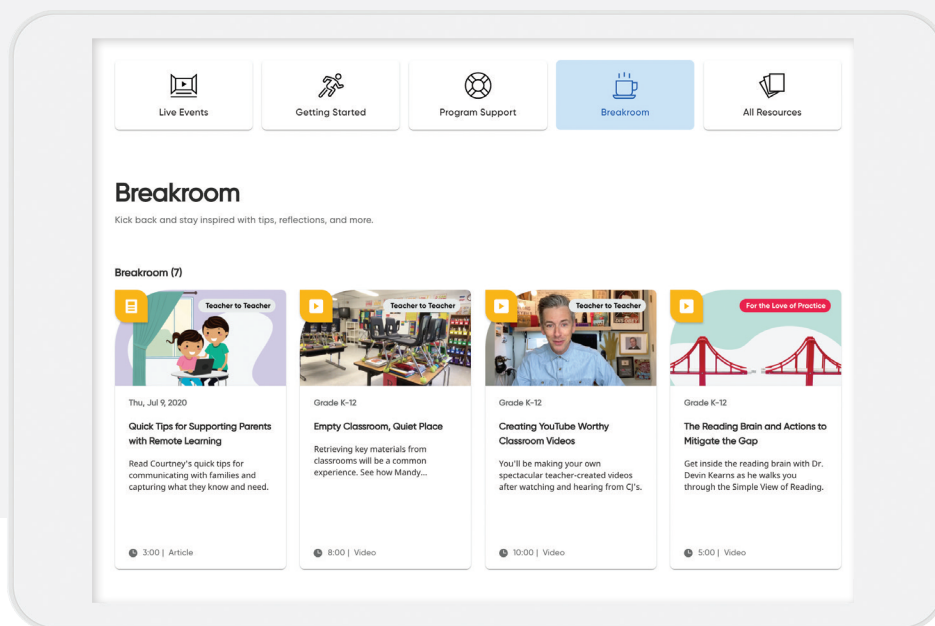 Live Events
Getting Started
Program Support
Breakroom
All Resources
Breakroom
Kick back and stay inspired with tips, reflections, and more.
Breakroom (7)
Teacher to Teacher
Thu, Jul 9, 2020
Quick Tips for Supporting Parents
with Remote Learning
Read Courtney's quick tips for
communicating with families and
capturing what they know and need.
3:00 | Article
Teacher to Teacher
Grade K-12
Empty Classroom, Quiet Place
Retrieving key materials from
classrooms will be a common
experience. See how Mandy...
8:00 | Video
Teacher to Teacher
Grade K-12
Creating YouTube Worthy
Classroom Videos
You'll be making your own
spectacular teacher-created videos
after watching and hearing from CJ's.
10:00 | Video
For the Love of Practice
Grade K-12
The Reading Brain and Actions to
Mitigate the Gap
Get inside the reading brain with Dr.
Devin Kearns as he walks you
through the Simple View of Reading.
5:00 | Video